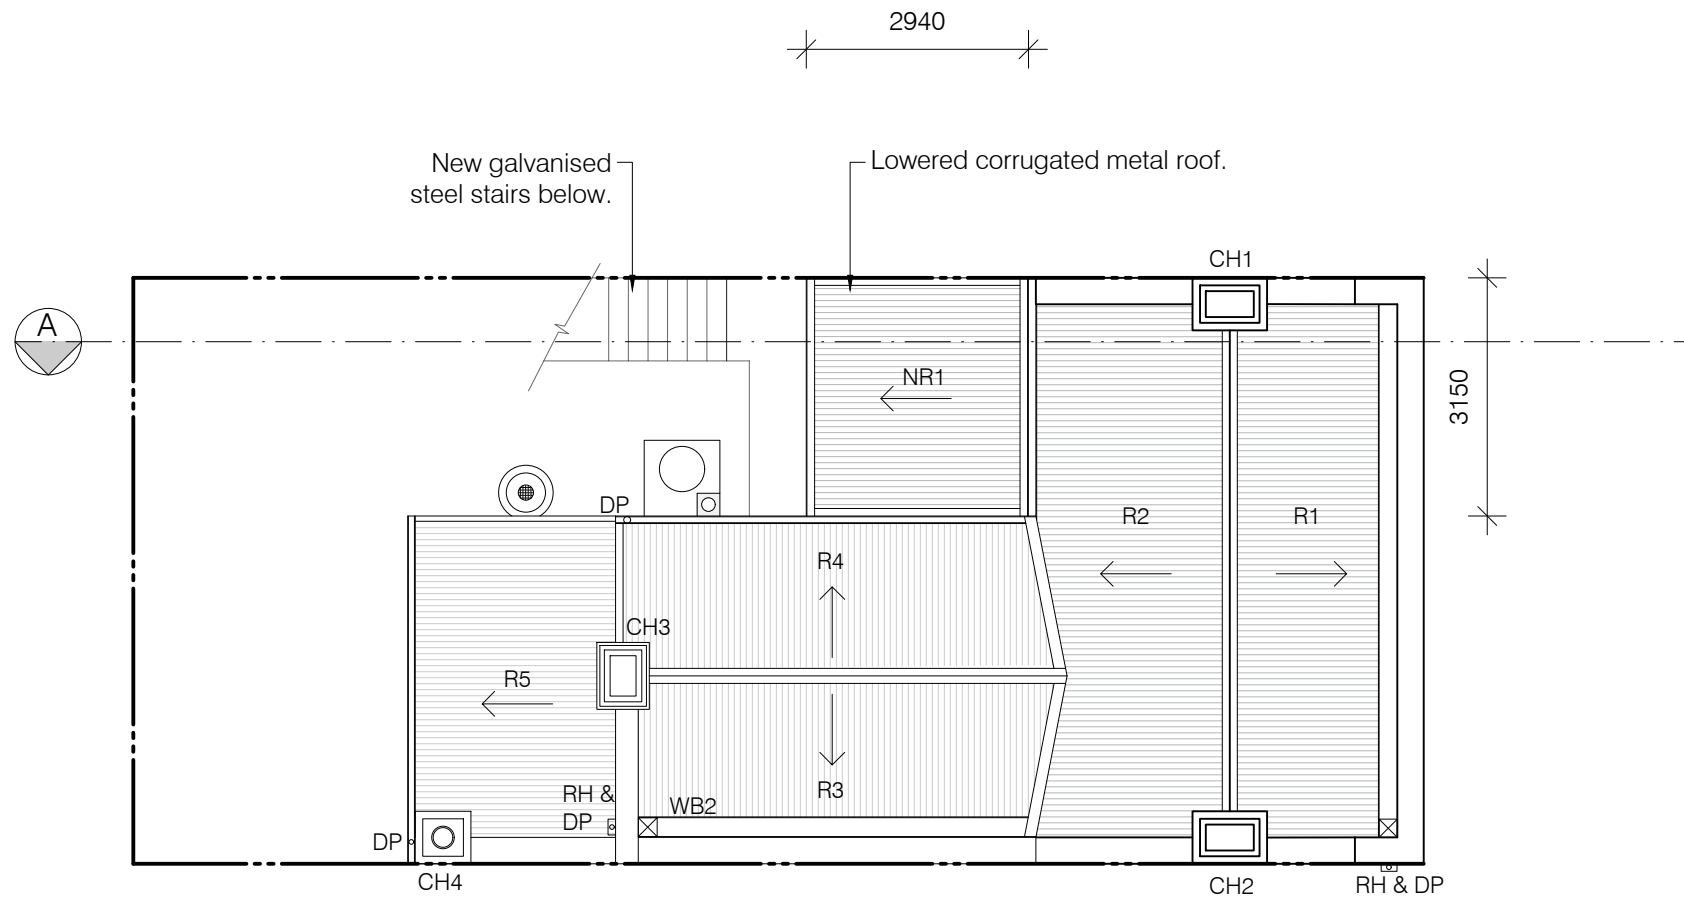 2940
New galvanised
steel stairs below.
Lowered corrugated metal roof.
CH1
A
NR1
3150
DP
R2
R1
R4
CH3
R5
R3
RH &
DP
WB2
DP
CH4
CH2
RH & DP